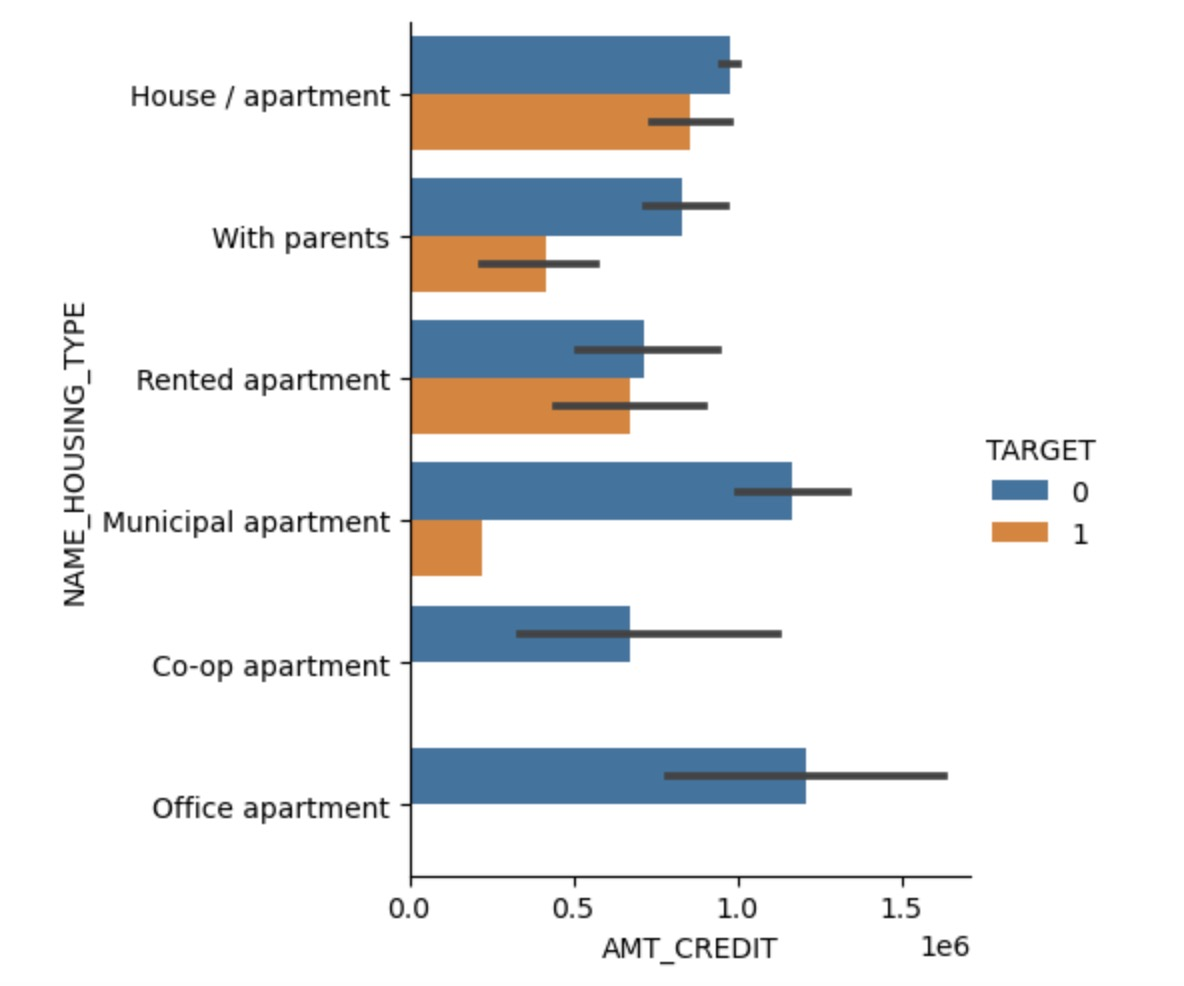 House / apartment
With parents
Rented apartment
Municipal apartment
Co-op apartment
Office apartment
NAME_HOUSING_TYPE
TARGET
0
1
0.0 0.5 1.0 1.5
1e6
AMT_CREDIT